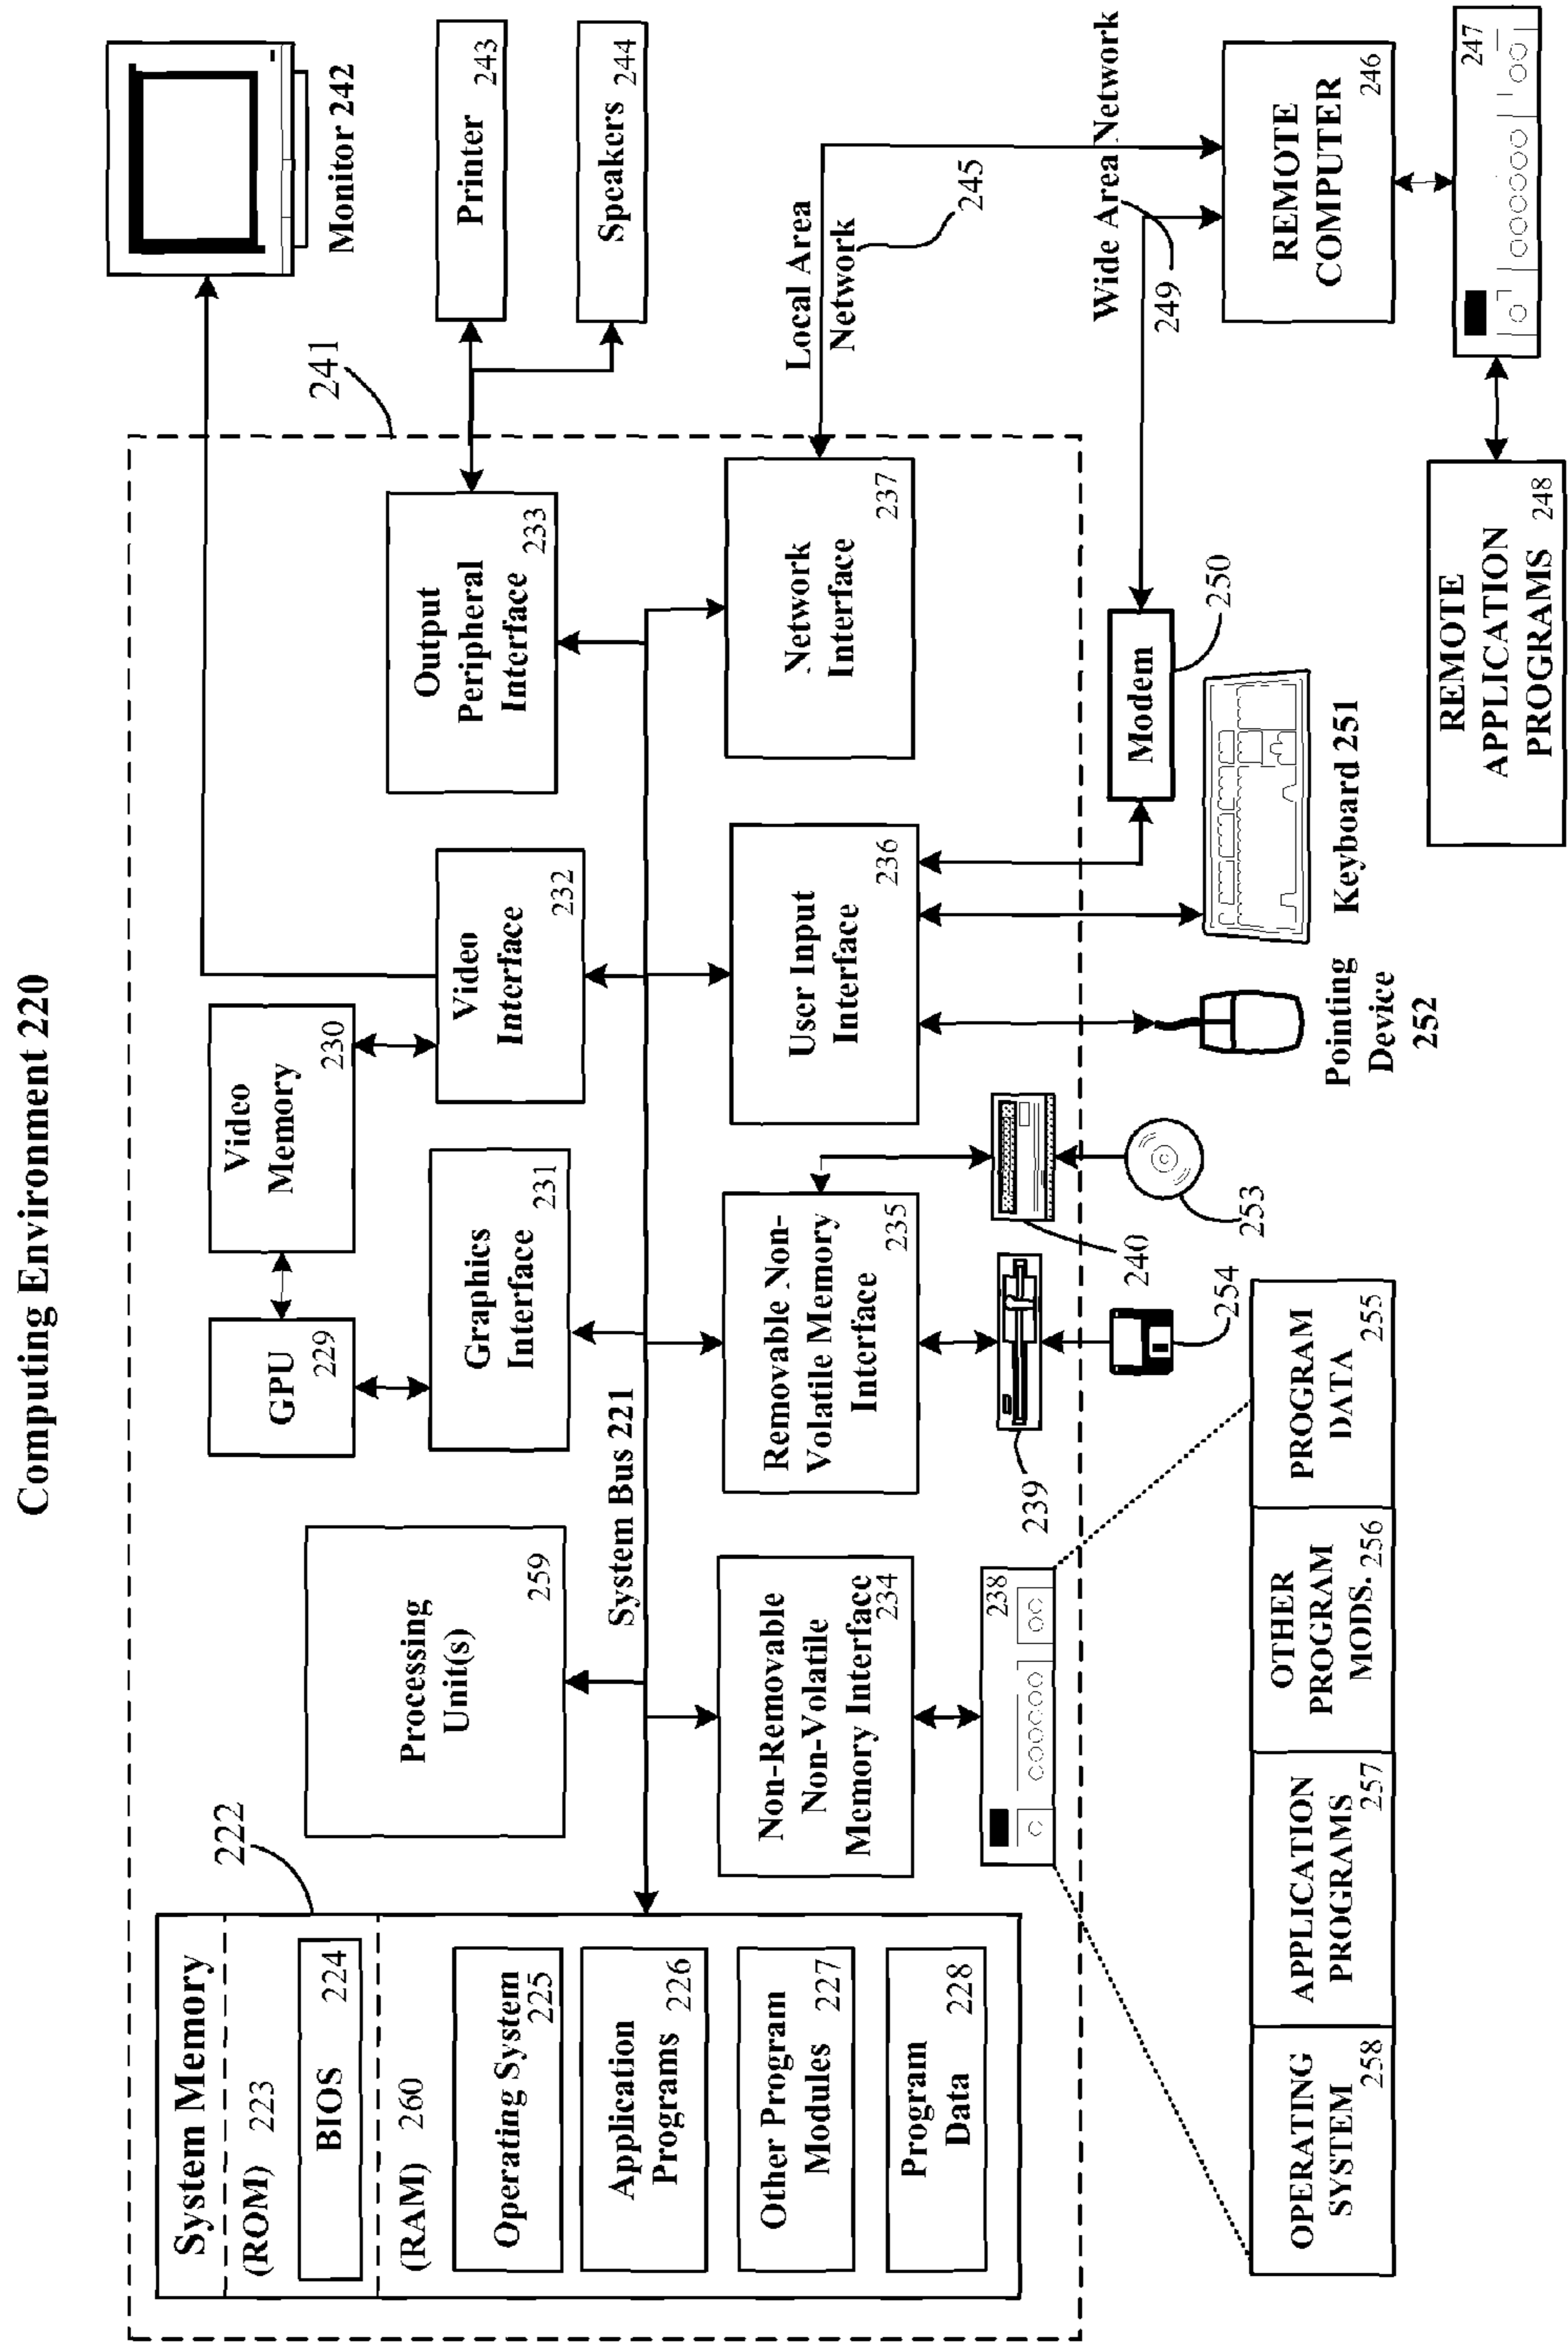 Computing Environment 220
System Memory
222
(ROM) 223
BIOS 224
(RAM) 260
Operating System
225
Application
Programs 226
Other Program
Modules 227
Program
Data 228
Processing
Unit(s)
259
GPU
229
Video
Memory
230
Graphics
Interface
231
Video
Interface
232
Output
Peripheral
Interface
233
241
Monitor 242
Printer 243
Speakers 244
System Bus 221
Non-Removable
Non-Volatile
Memory Interface
234
Removable Non-
Volatile Memory
Interface
235
User Input
Interface
236
Network
Interface
237
Local Area
Network
245
238
239
240
254
253
Pointing
Device
252
Keyboard 251
Modem
250
Wide Area Network
249
REMOTE
COMPUTER
246
247
REMOTE
APPLICATION
PROGRAMS 248
OPERATING
SYSTEM
258
APPLICATION
PROGRAMS
257
OTHER
PROGRAM
MODS. 256
PROGRAM
DATA
255